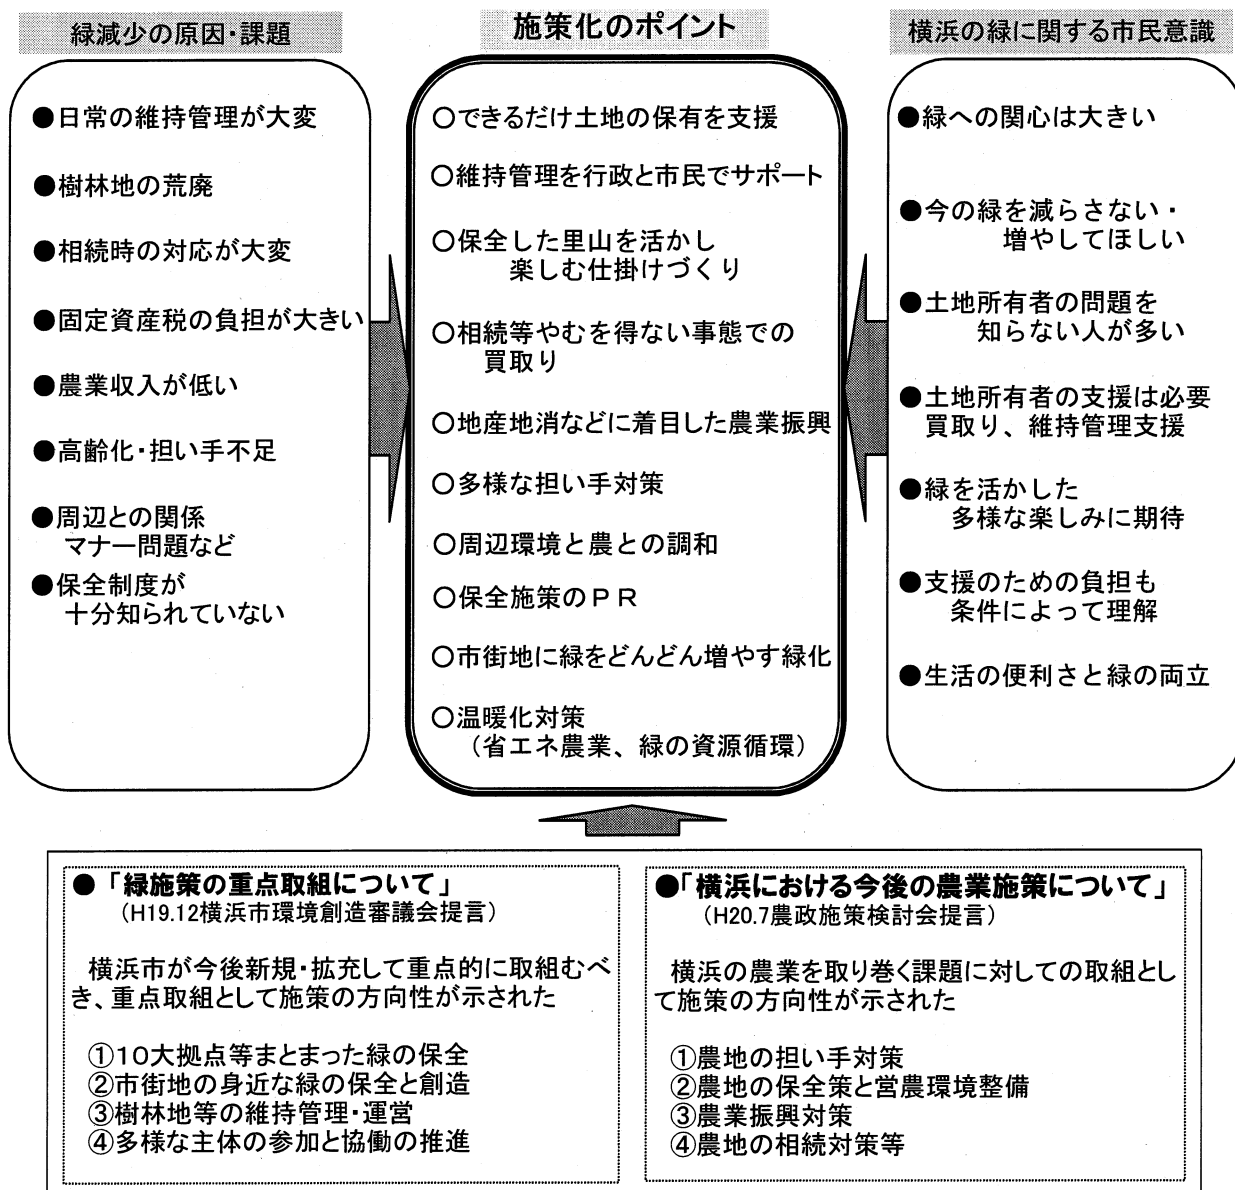 緑減少の原因・課題
●日常の維持管理が大変
●樹林地の荒廃
●相続時の対応が大変
●固定資産税の負担が大きい
●農業収入が低い
●高齢化・担い手不足
●周辺との関係
マナー問題など
●保全制度が
十分知られていない
施策化のポイント
○できるだけ土地の保有を支援
○維持管理を行政と市民でサポート
○保全した里山を活かし
楽しむ仕掛けづくり
○相続等やむを得ない事態での
買取り
○地産地消などに着目した農業振興
○多様な担い手対策
○周辺環境と農との調和
○保全施策のPR
○市街地に緑をどんどん増やす緑化
○温暖化対策
（省エネ農業、緑の資源循環）
横浜の緑に関する市民意識
●緑への関心は大きい
●今の緑を減らさない・
増やしてほしい
●土地所有者の問題を
知らない人が多い
●土地所有者の支援は必要
買取り、維持管理支援
●緑を活かした
多様な楽しみに期待
●支援のための負担も
条件によって理解
●生活の便利さと緑の両立
●「緑施策の重点取組について」
（H19.12横浜市環境創造審議会提言）
横浜市が今後新規・拡充して重点的に取組むべ
き、重点取組として施策の方向性が示された
①10大拠点等まとまった緑の保全
②市街地の身近な緑の保全と創造
③樹林地等の維持管理・運営
④多様な主体の参加と協働の推進
●「横浜における今後の農業施策について」
（H20.7農政施策検討会提言）
横浜の農業を取り巻く課題に対しての取組とし
て施策の方向性が示された
①農地の担い手対策
②農地の保全策と営農環境整備
③農業振興対策
④農地の相続対策等